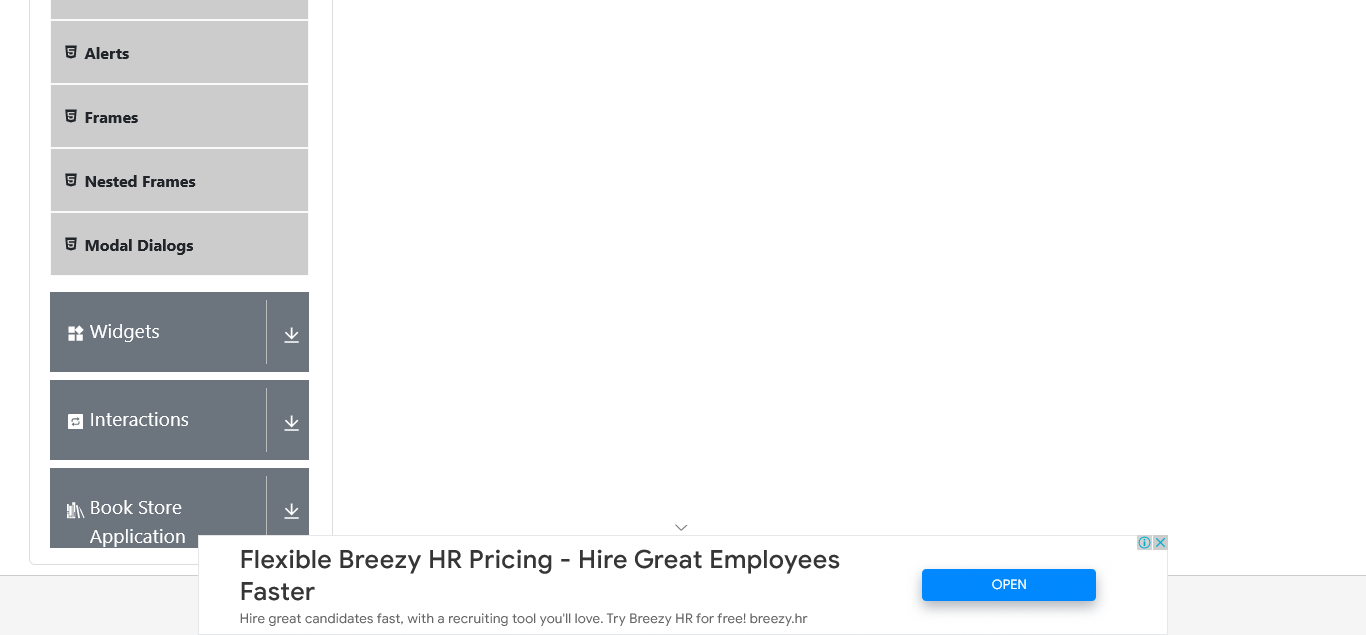 Alerts
Frames
Nested Frames
Modal Dialogs
Widgets
Interactions
Book Store
Application
Flexible Breezy HR Pricing - Hire Great Employees
Faster
OPEN
Hire great candidates fast, with a recruiting tool you'll love. Try Breezy HR for free! breezy.hr